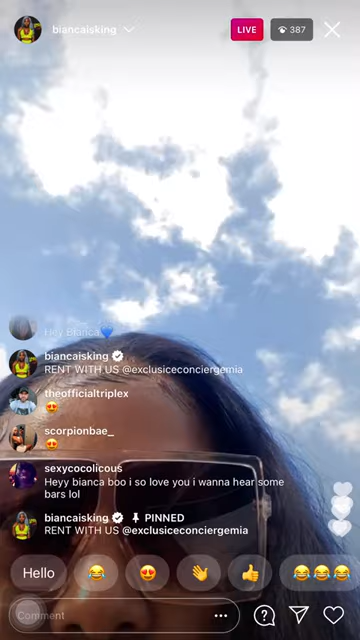 biancaisking
LIVE
387
Hey Bianca💙
biancaisking
RENT WITH US @exclusiceconciergemia
theofficialtriplex
😍
scorpionbae_
😍
sexycocolicous
Heyy bianca boo i so love you i wanna hear some
bars lol
biancaisking PINNED
RENT WITH US @exclusiceconciergemia
Hello 😂 😍 👋 👍 😂😂😂
Comment